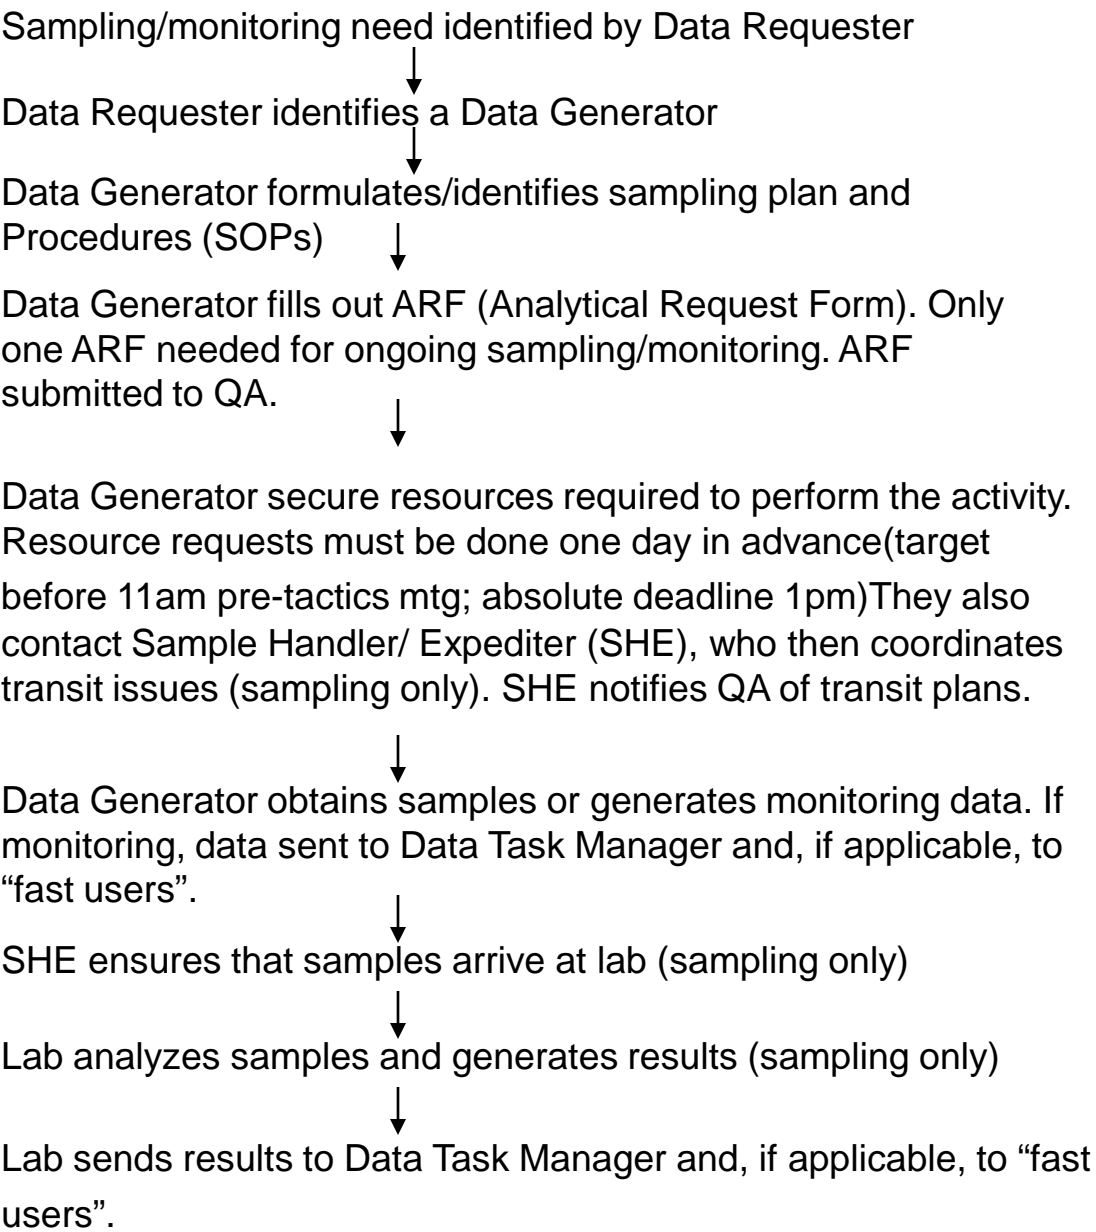 Sampling/monitoring need identified by Data Requester
Data Requester identifies a Data Generator
Data Generator formulates/identifies sampling plan and
Procedures (SOPs)
Data Generator fills out ARF (Analytical Request Form). Only
one ARF needed for ongoing sampling/monitoring. ARF
submitted to QA.
Data Generator secure resources required to perform the activity.
Resource requests must be done one day in advance(target
before 11am pre-tactics mtg; absolute deadline 1pm)They also
contact Sample Handler/ Expediter (SHE), who then coordinates
transit issues (sampling only). SHE notifies QA of transit plans.
Data Generator obtains samples or generates monitoring data. If
monitoring, data sent to Data Task Manager and, if applicable, to
“fast users”.
SHE ensures that samples arrive at lab (sampling only)
Lab analyzes samples and generates results (sampling only)
Lab sends results to Data Task Manager and, if applicable, to “fast
users”.